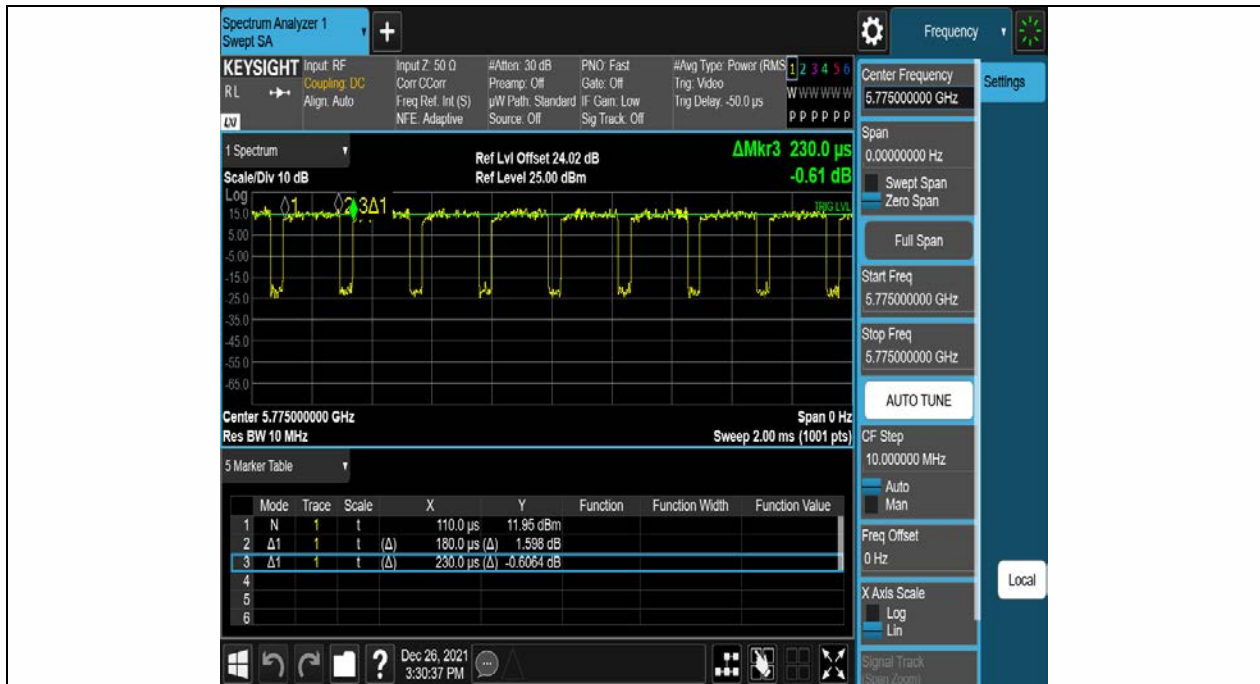 Spectrum Analyzer 1
Swept SA
+
Frequency
KEYSIGHT
RL
LXI
Input: RF
Coupling: DC
Align: Auto
Input Z: 50 Ω
Corr CCorr
Freq Ref: Int (S)
NFE: Adaptive
#Atten: 30 dB
Preamp: Off
µW Path: Standard
Source: Off
PNO: Fast
Gate: Off
IF Gain: Low
Sig Track: Off
#Avg Type: Power (RMS
Trig: Video
Trig Delay: -50.0 µs
1 2 3 4 5 6
W W W W W W
P P P P P P
1 Spectrum
Scale/Div 10 dB
Ref Lvl Offset 24.02 dB
Ref Level 25.00 dBm
ΔMkr3 230.0 µs
-0.61 dB
Log
15.0
5.00
-5.00
-15.0
-25.0
-35.0
-45.0
-55.0
-65.0
1
2
3Δ1
TRIG LVL
Center 5.775000000 GHz
Res BW 10 MHz
Span 0 Hz
Sweep 2.00 ms (1001 pts)
5 Marker Table
Mode Trace Scale X Y Function Function Width Function Value
1 N 1 t 110.0 µs 11.95 dBm
2 Δ1 1 t (Δ) 180.0 µs (Δ) 1.598 dB
3 Δ1 1 t (Δ) 230.0 µs (Δ) -0.6064 dB
4
5
6
?
Dec 26, 2021
3:30:37 PM
Center Frequency
5.775000000 GHz
Span
0.00000000 Hz
Swept Span
Zero Span
Full Span
Start Freq
5.775000000 GHz
Stop Freq
5.775000000 GHz
AUTO TUNE
CF Step
10.000000 MHz
Auto
Man
Freq Offset
0 Hz
X Axis Scale
Log
Lin
Signal Track
(Span Zoom)
Settings
Local